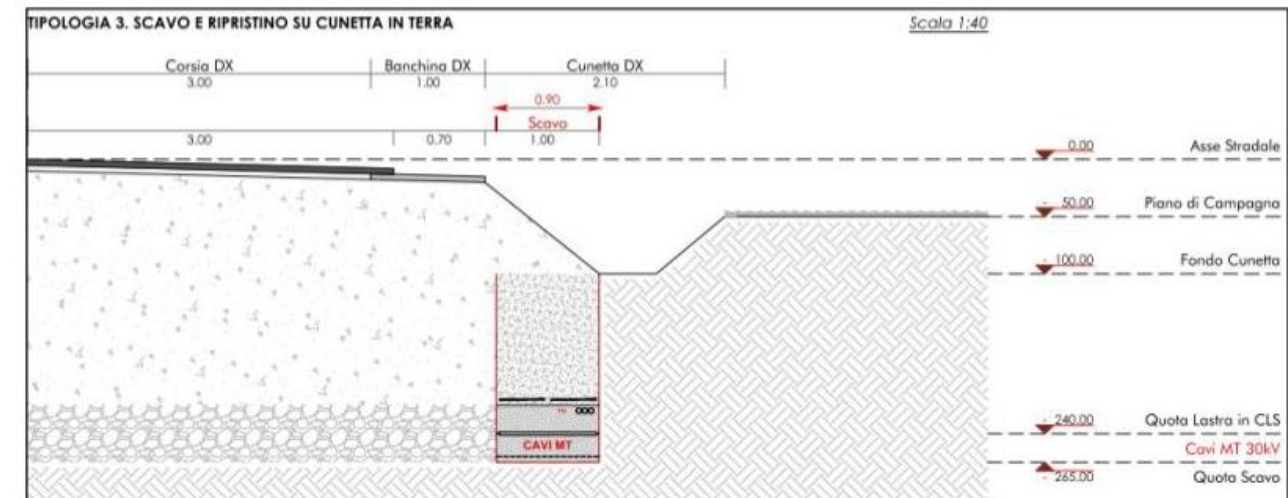 TIPOLOGIA 3. SCAVO E RIPRISTINO SU CUNETTA IN TERRA
Scala 1:40
Corsia DX
Banchina DX
Cunetta DX
3.00
1.00
2.10
0.90
Scavo
3.00
0.70
1.00
0.00
Asse Stradale
- 50.00
Piano di Campagna
- 100.00
Fondo Cunetta
- 240.00
Quota Lastra in CLS
CAVI MT
Cavi MT 30kV
- 265.00
Quota Scavo